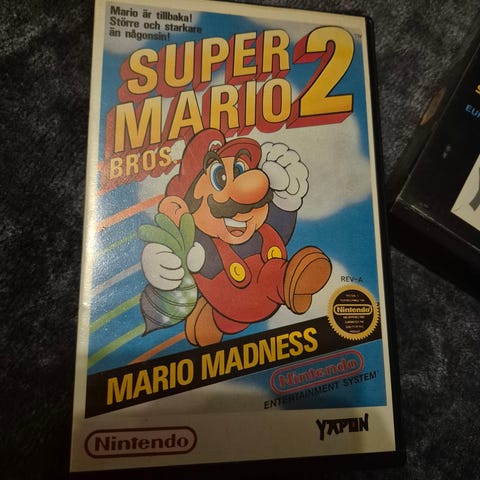 Mario är tillbaka!
Större och starkare
än någonsin!
SUPER
MARIO
BROS.
2
TM
REV-A
Nintendo
MARIO MADNESS
Nintendo
ENTERTAINMENT SYSTEM
Nintendo
YAPON